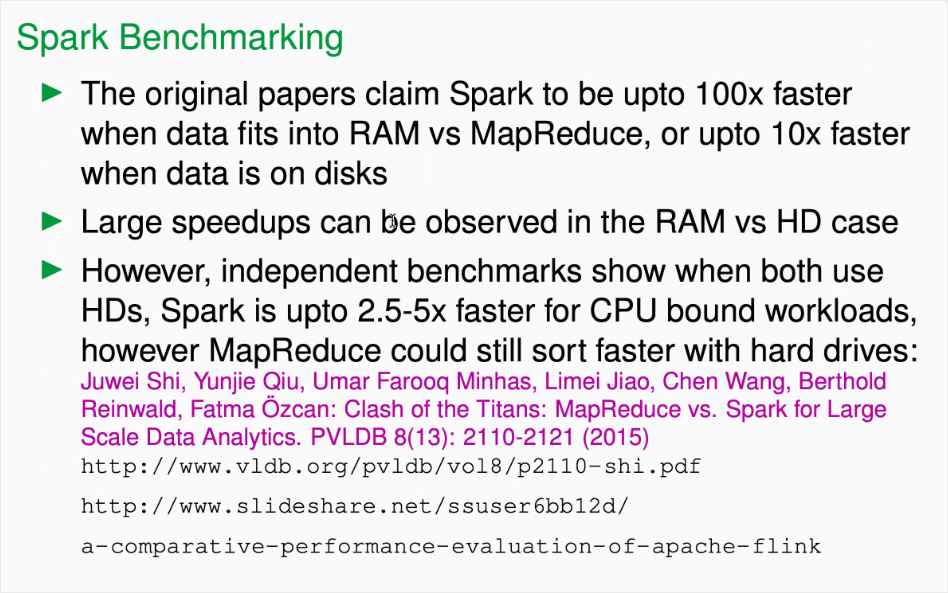 Spark Benchmarking
The original papers claim Spark to be upto 100x faster
when data fits into RAM vs MapReduce, or upto 10x faster
when data is on disks
Large speedups can be observed in the RAM vs HD case
However, independent benchmarks show when both use
HDs, Spark is upto 2.5-5x faster for CPU bound workloads,
however MapReduce could still sort faster with hard drives:
Juwei Shi, Yunjie Qiu, Umar Farooq Minhas, Limei Jiao, Chen Wang, Berthold
Reinwald, Fatma Özcan: Clash of the Titans: MapReduce vs. Spark for Large
Scale Data Analytics. PVLDB 8(13): 2110-2121 (2015)
http://www.vldb.org/pvldb/vol8/p2110-shi.pdf
http://www.slideshare.net/ssuser6bb12d/
a-comparative-performance-evaluation-of-apache-flink